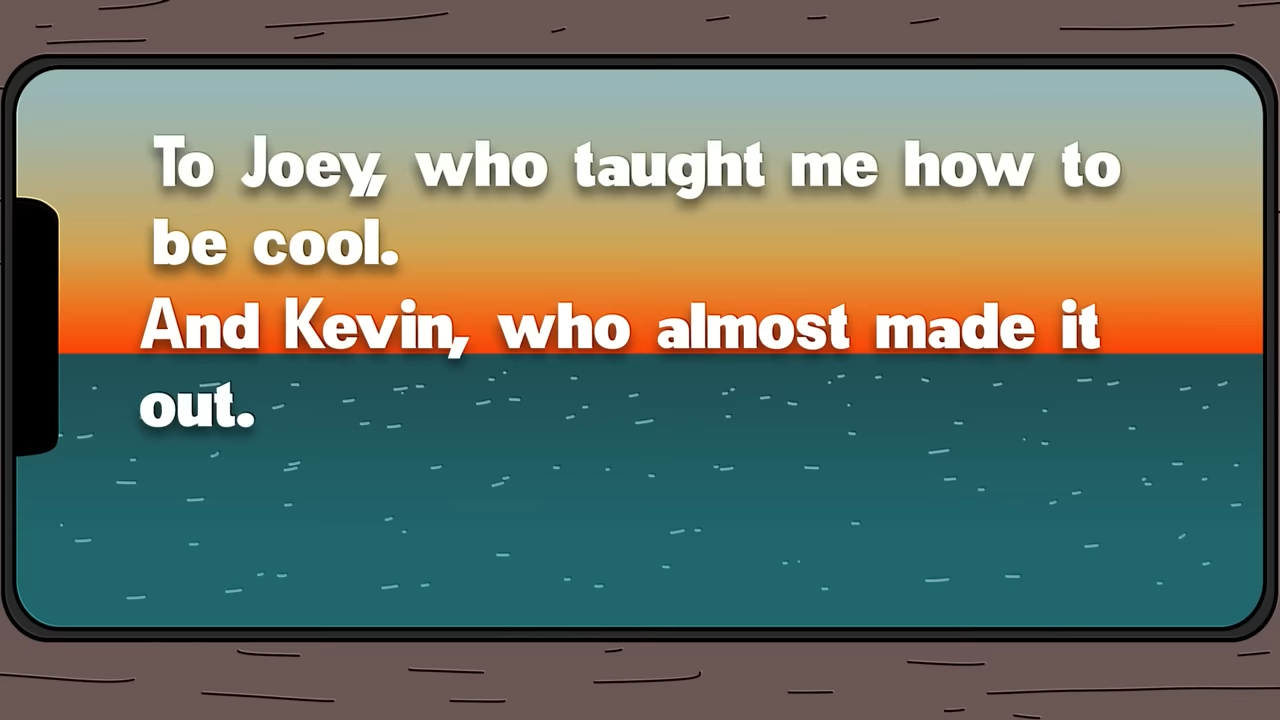 To Joey, who taught me how to
be cool.
And Kevin, who almost made it
out.